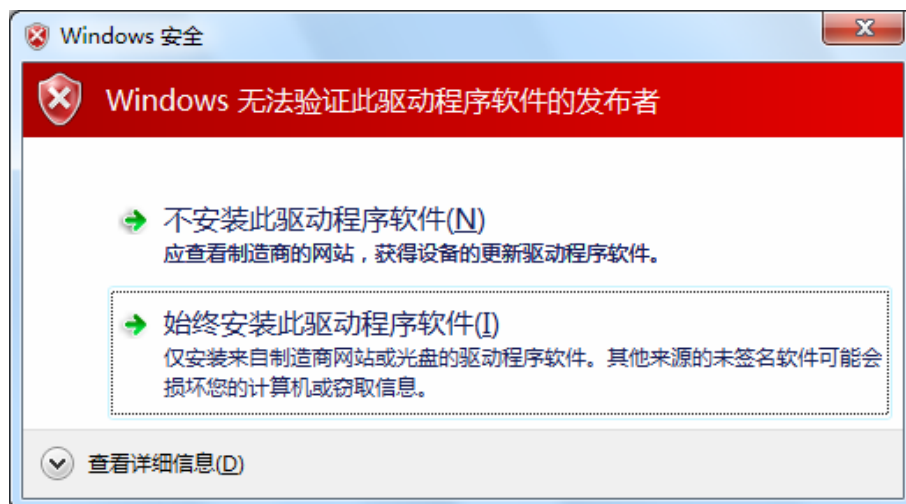 Windows 安全
Windows 无法验证此驱动程序软件的发布者
不安装此驱动程序软件(N)
应查看制造商的网站，获得设备的更新驱动程序软件。
始终安装此驱动程序软件(I)
仅安装来自制造商网站或光盘的驱动程序软件。其他来源的未签名软件可能会
损坏您的计算机或窃取信息。
查看详细信息(D)